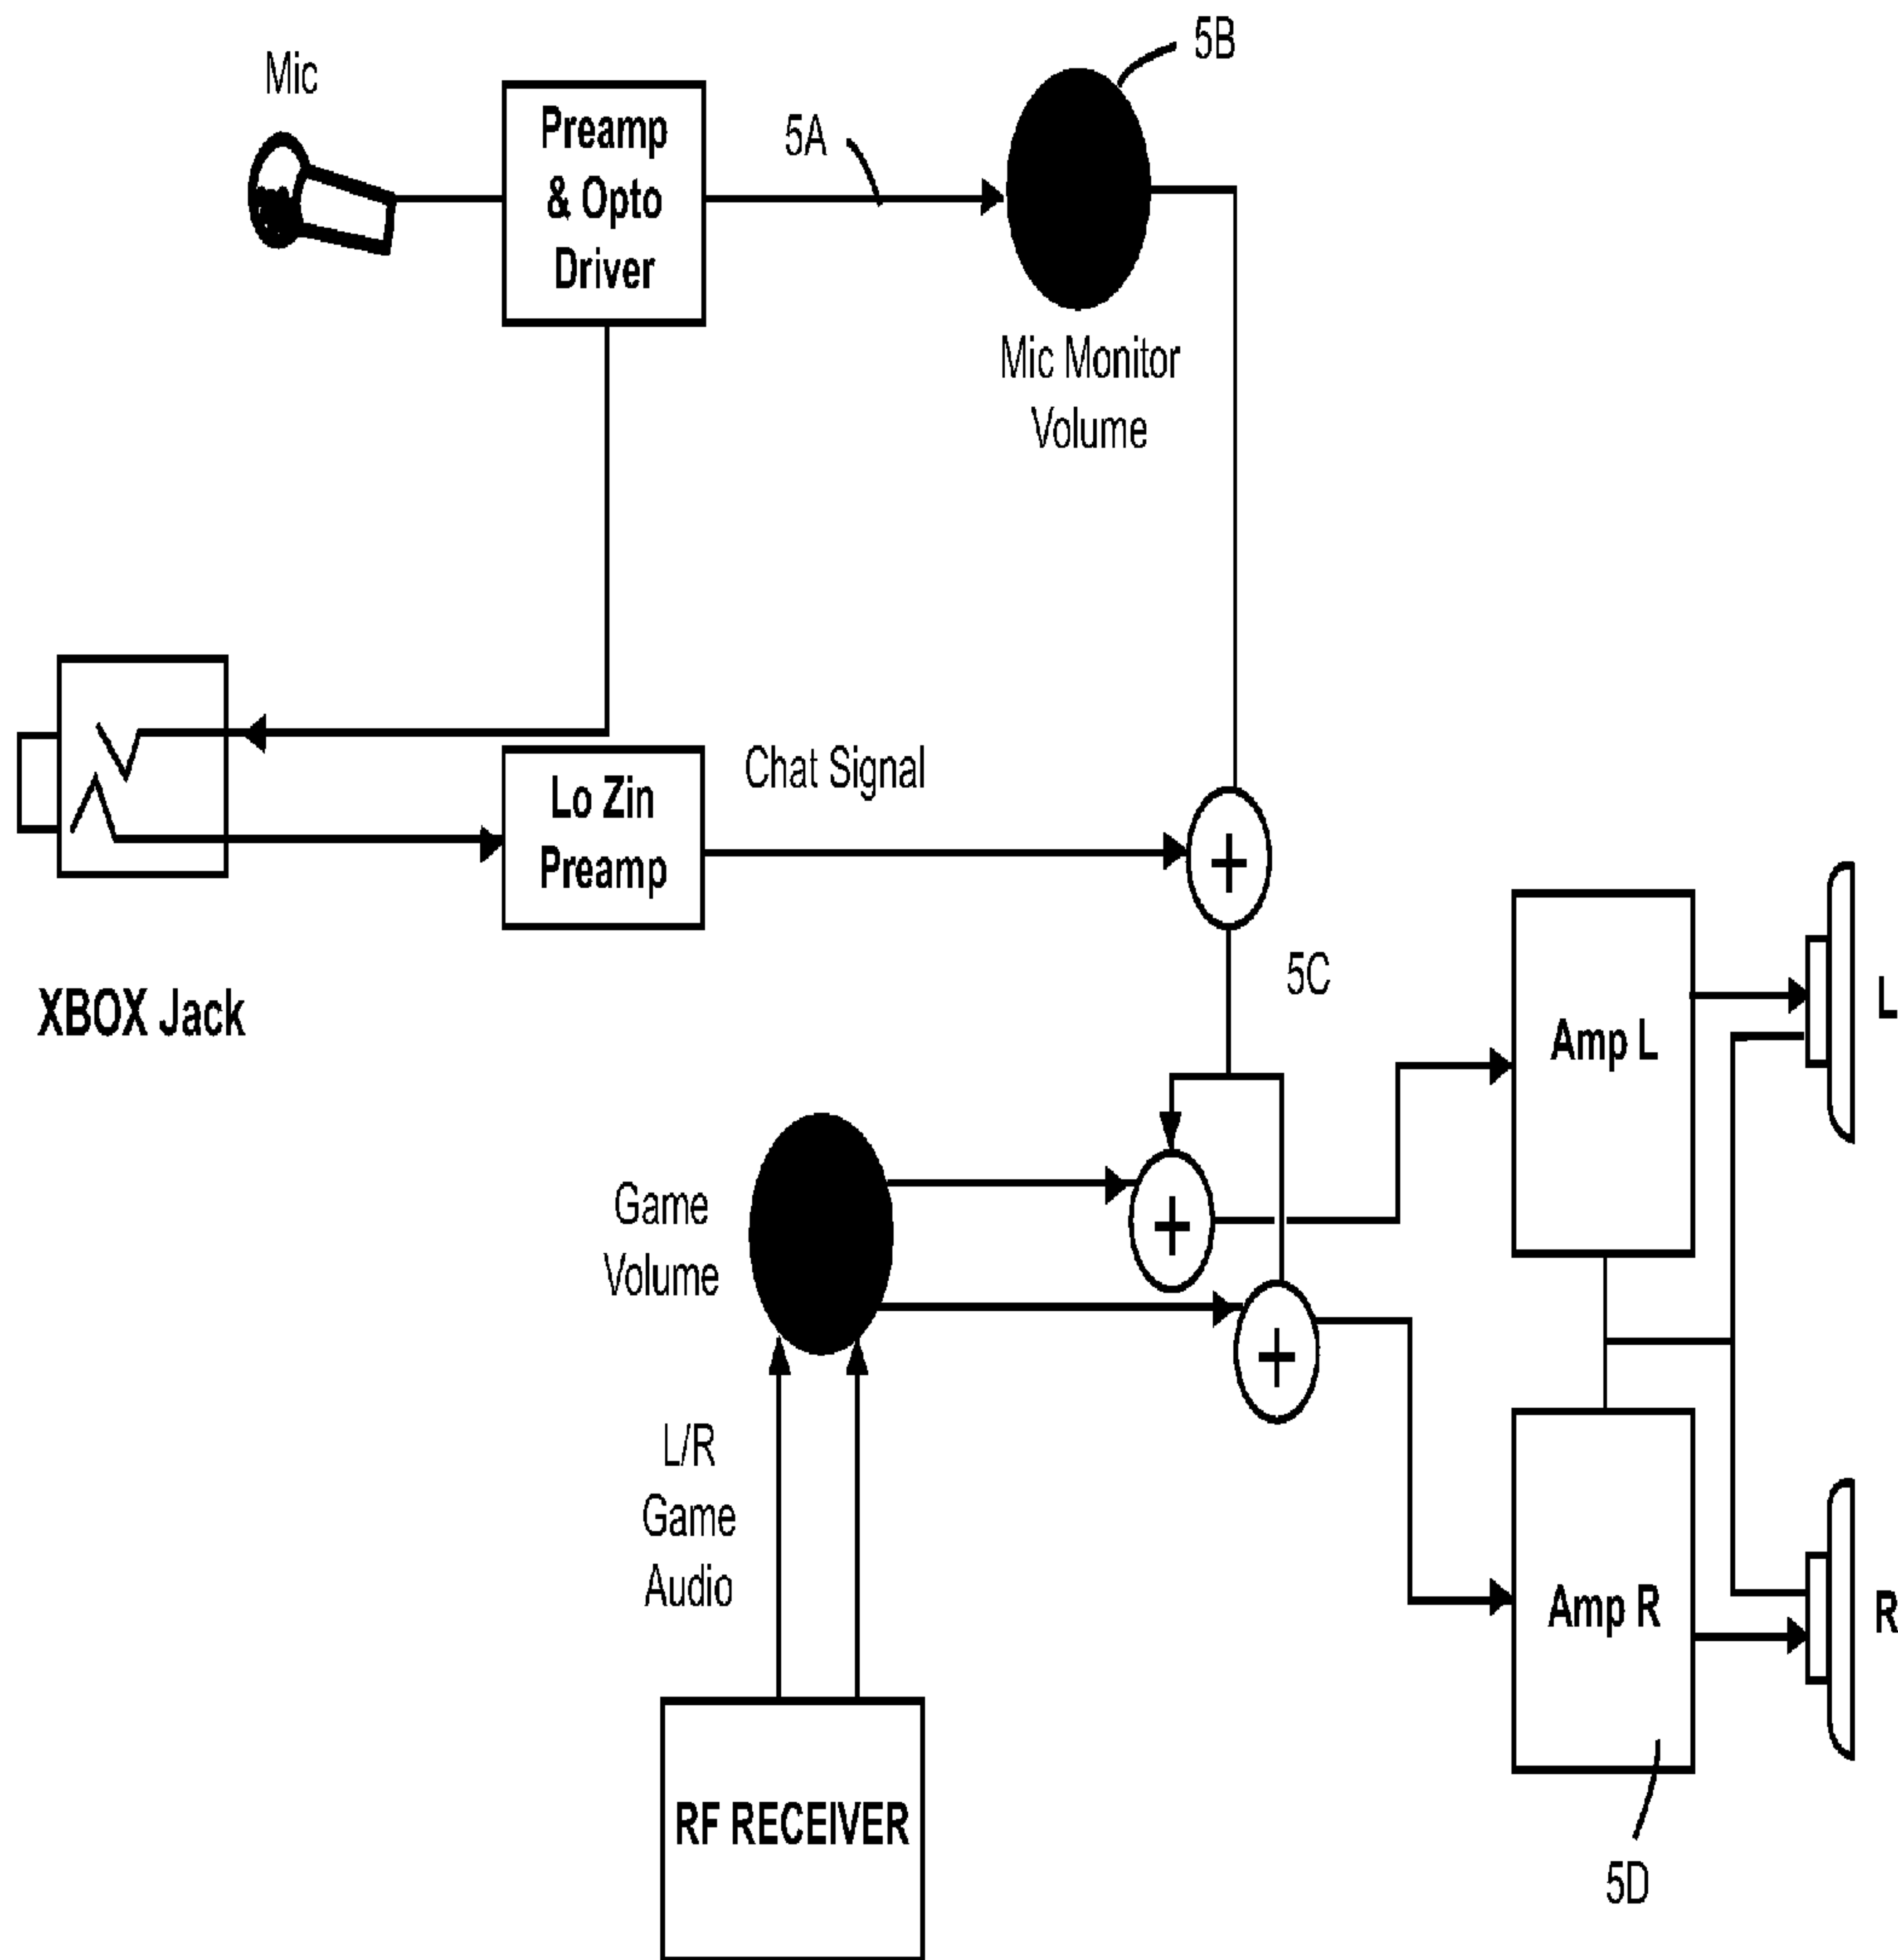 5B
Mic
Preamp
& Opto
Driver
5A
Mic Monitor
Volume
Chat Signal
Lo Zin
Preamp
XBOX Jack
5C
L
Amp L
Game
Volume
+
+
+
L/R
Game
Audio
Amp R
R
RF RECEIVER
5D